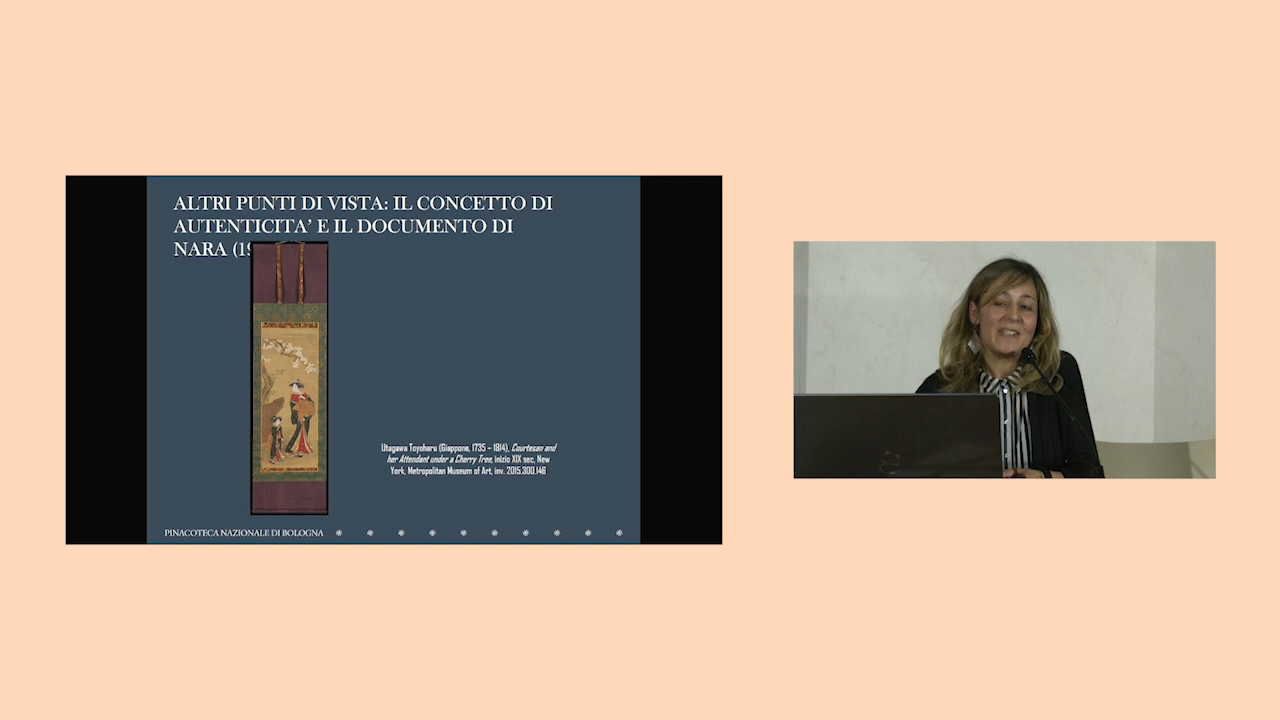 ALTRI PUNTI DI VISTA: IL CONCETTO DI
AUTENTICITA’ E IL DOCUMENTO DI
NARA (19
Utagawa Toyoharu (Giappone, 1735 – 1814), Courtesan and
her Attendant under a Cherry Tree, inizio XIX sec, New
York, Metropolitan Museum of Art, inv. 2015.300.146
PINACOTECA NAZIONALE DI BOLOGNA